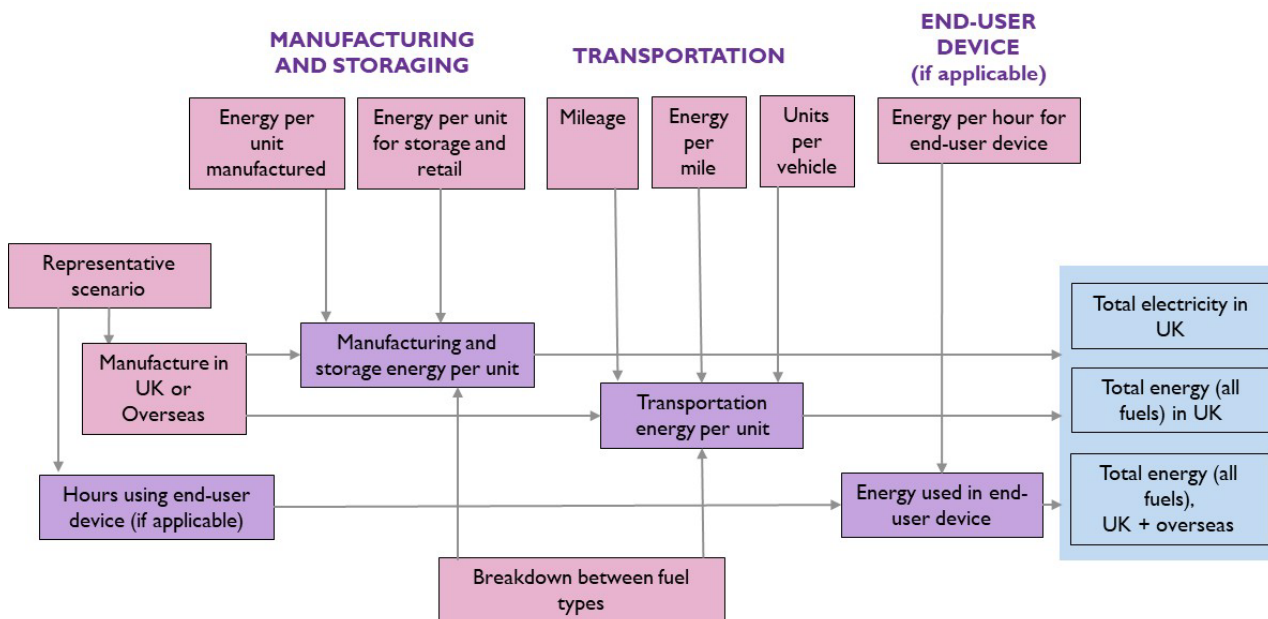 MANUFACTURING
AND STORAGING
TRANSPORTATION
END-USER
DEVICE
(if applicable)
Energy per
unit
manufactured
Energy per unit
for storage and
retail
Mileage
Energy
per
mile
Units
per
vehicle
Energy per hour for
end-user device
Representative
scenario
Manufacture in
UK or
Overseas
Manufacturing and
storage energy per unit
Transportation
energy per unit
Hours using end-user
device (if applicable)
Energy used in end-
user device
Breakdown between fuel
types
Total electricity in
UK
Total energy (all
fuels) in UK
Total energy (all
fuels),
UK + overseas